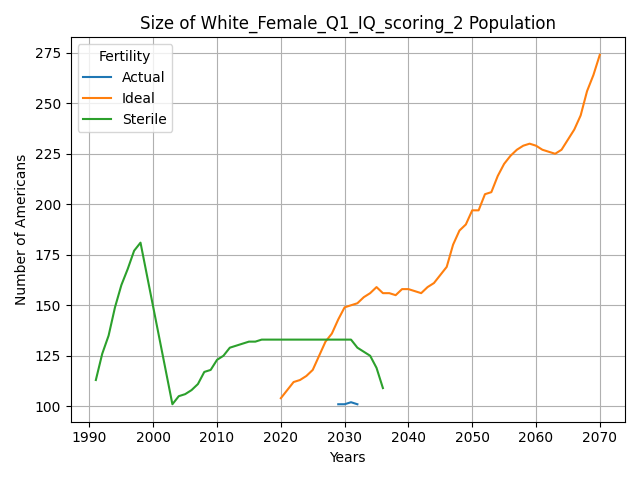 Size of White_Female_Q1_IQ_scoring_2 Population
Fertility
Actual
Ideal
Sterile
Number of Americans
275
250
225
200
175
150
125
100
1990
2000
2010
2020
2030
2040
2050
2060
2070
Years